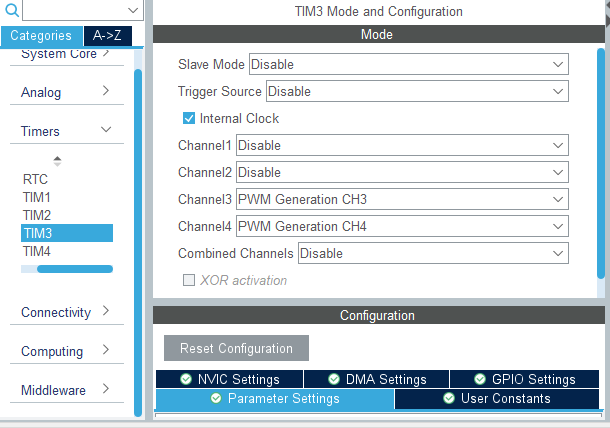 TIM3 Mode and Configuration
Categories A->Z
System Core
Analog
Timers
RTC
TIM1
TIM2
TIM3
TIM4
Connectivity
Computing
Middleware
Mode
Slave Mode Disable
Trigger Source Disable
Internal Clock
Channel1 Disable
Channel2 Disable
Channel3 PWM Generation CH3
Channel4 PWM Generation CH4
Combined Channels Disable
XOR activation
Configuration
Reset Configuration
NVIC Settings DMA Settings GPIO Settings
Parameter Settings User Constants